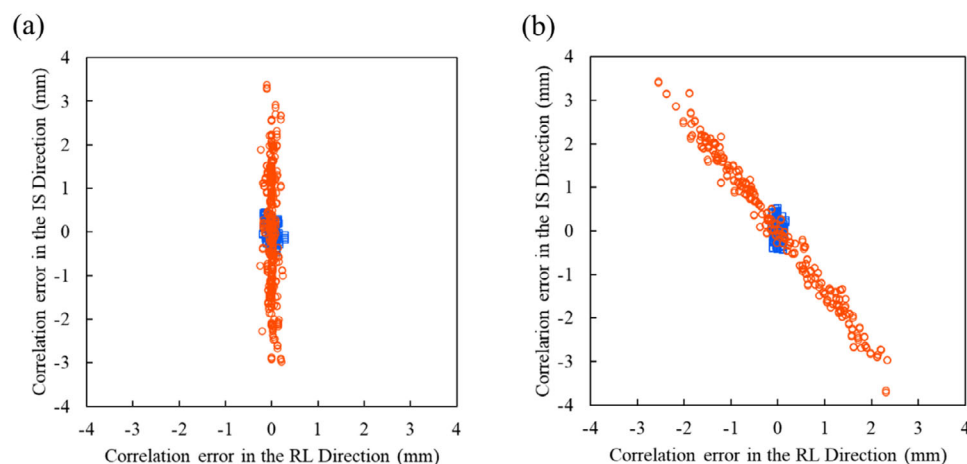 (a)
(b)
Correlation error in the IS Direction (mm)
4
3
2
1
0
-1
-2
-3
-4
-4 -3 -2 -1 0 1 2 3 4
Correlation error in the RL Direction (mm)
Correlarion error in the IS Direction (mm)
4
3
2
1
0
-1
-2
-3
-4
-4 -3 -2 -1 0 1 2 3 4
Correlation error in the RL Direction (mm)